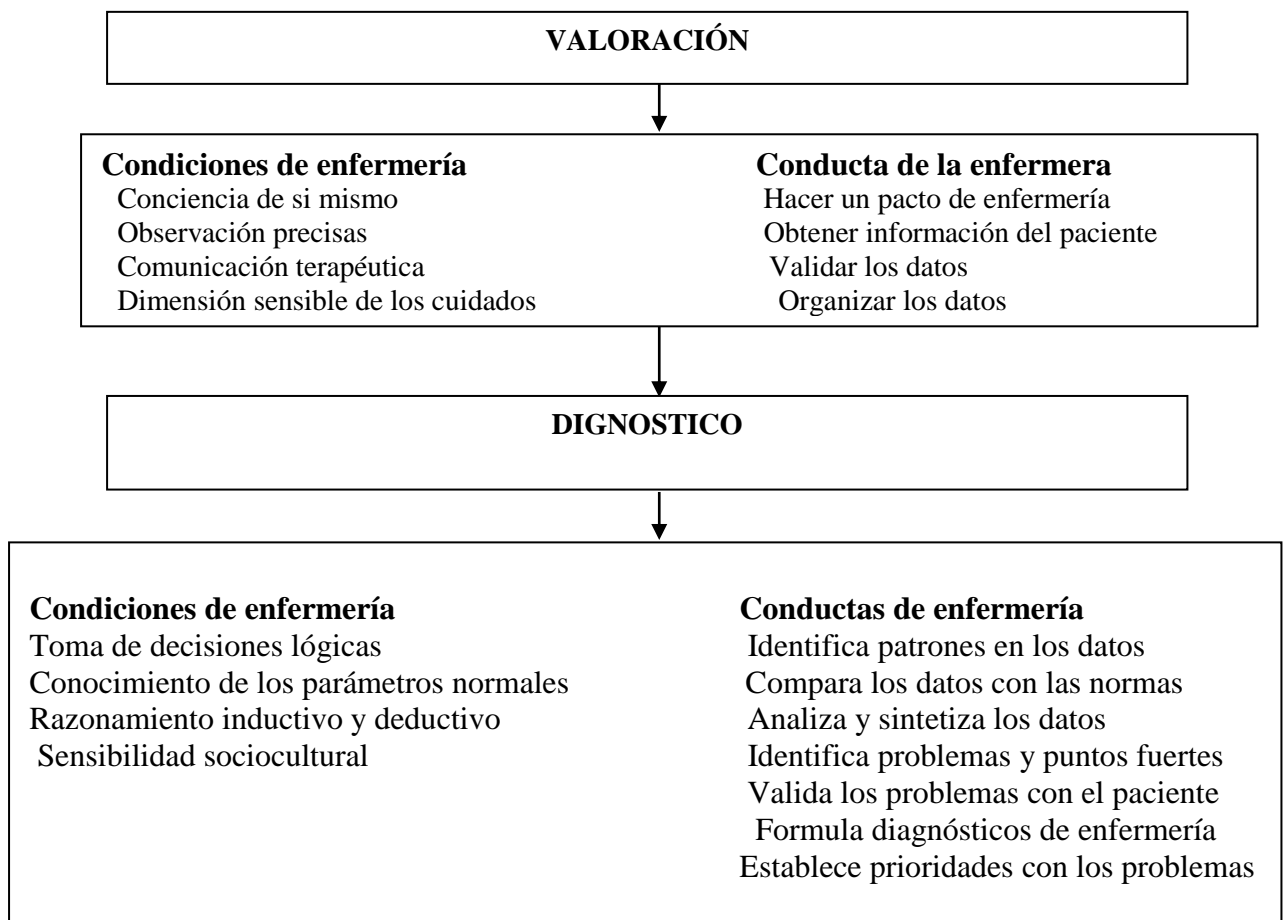 VALORACIÓN
Condiciones de enfermería
Conciencia de si mismo
Observación precisas
Comunicación terapéutica
Dimensión sensible de los cuidados
Conducta de la enfermera
Hacer un pacto de enfermería
Obtener información del paciente
Validar los datos
Organizar los datos
DIGNOSTICO
Condiciones de enfermería
Toma de decisiones lógicas
Conocimiento de los parámetros normales
Razonamiento inductivo y deductivo
Sensibilidad sociocultural
Conductas de enfermería
Identifica patrones en los datos
Compara los datos con las normas
Analiza y sintetiza los datos
Identifica problemas y puntos fuertes
Valida los problemas con el paciente
Formula diagnósticos de enfermería
Establece prioridades con los problemas